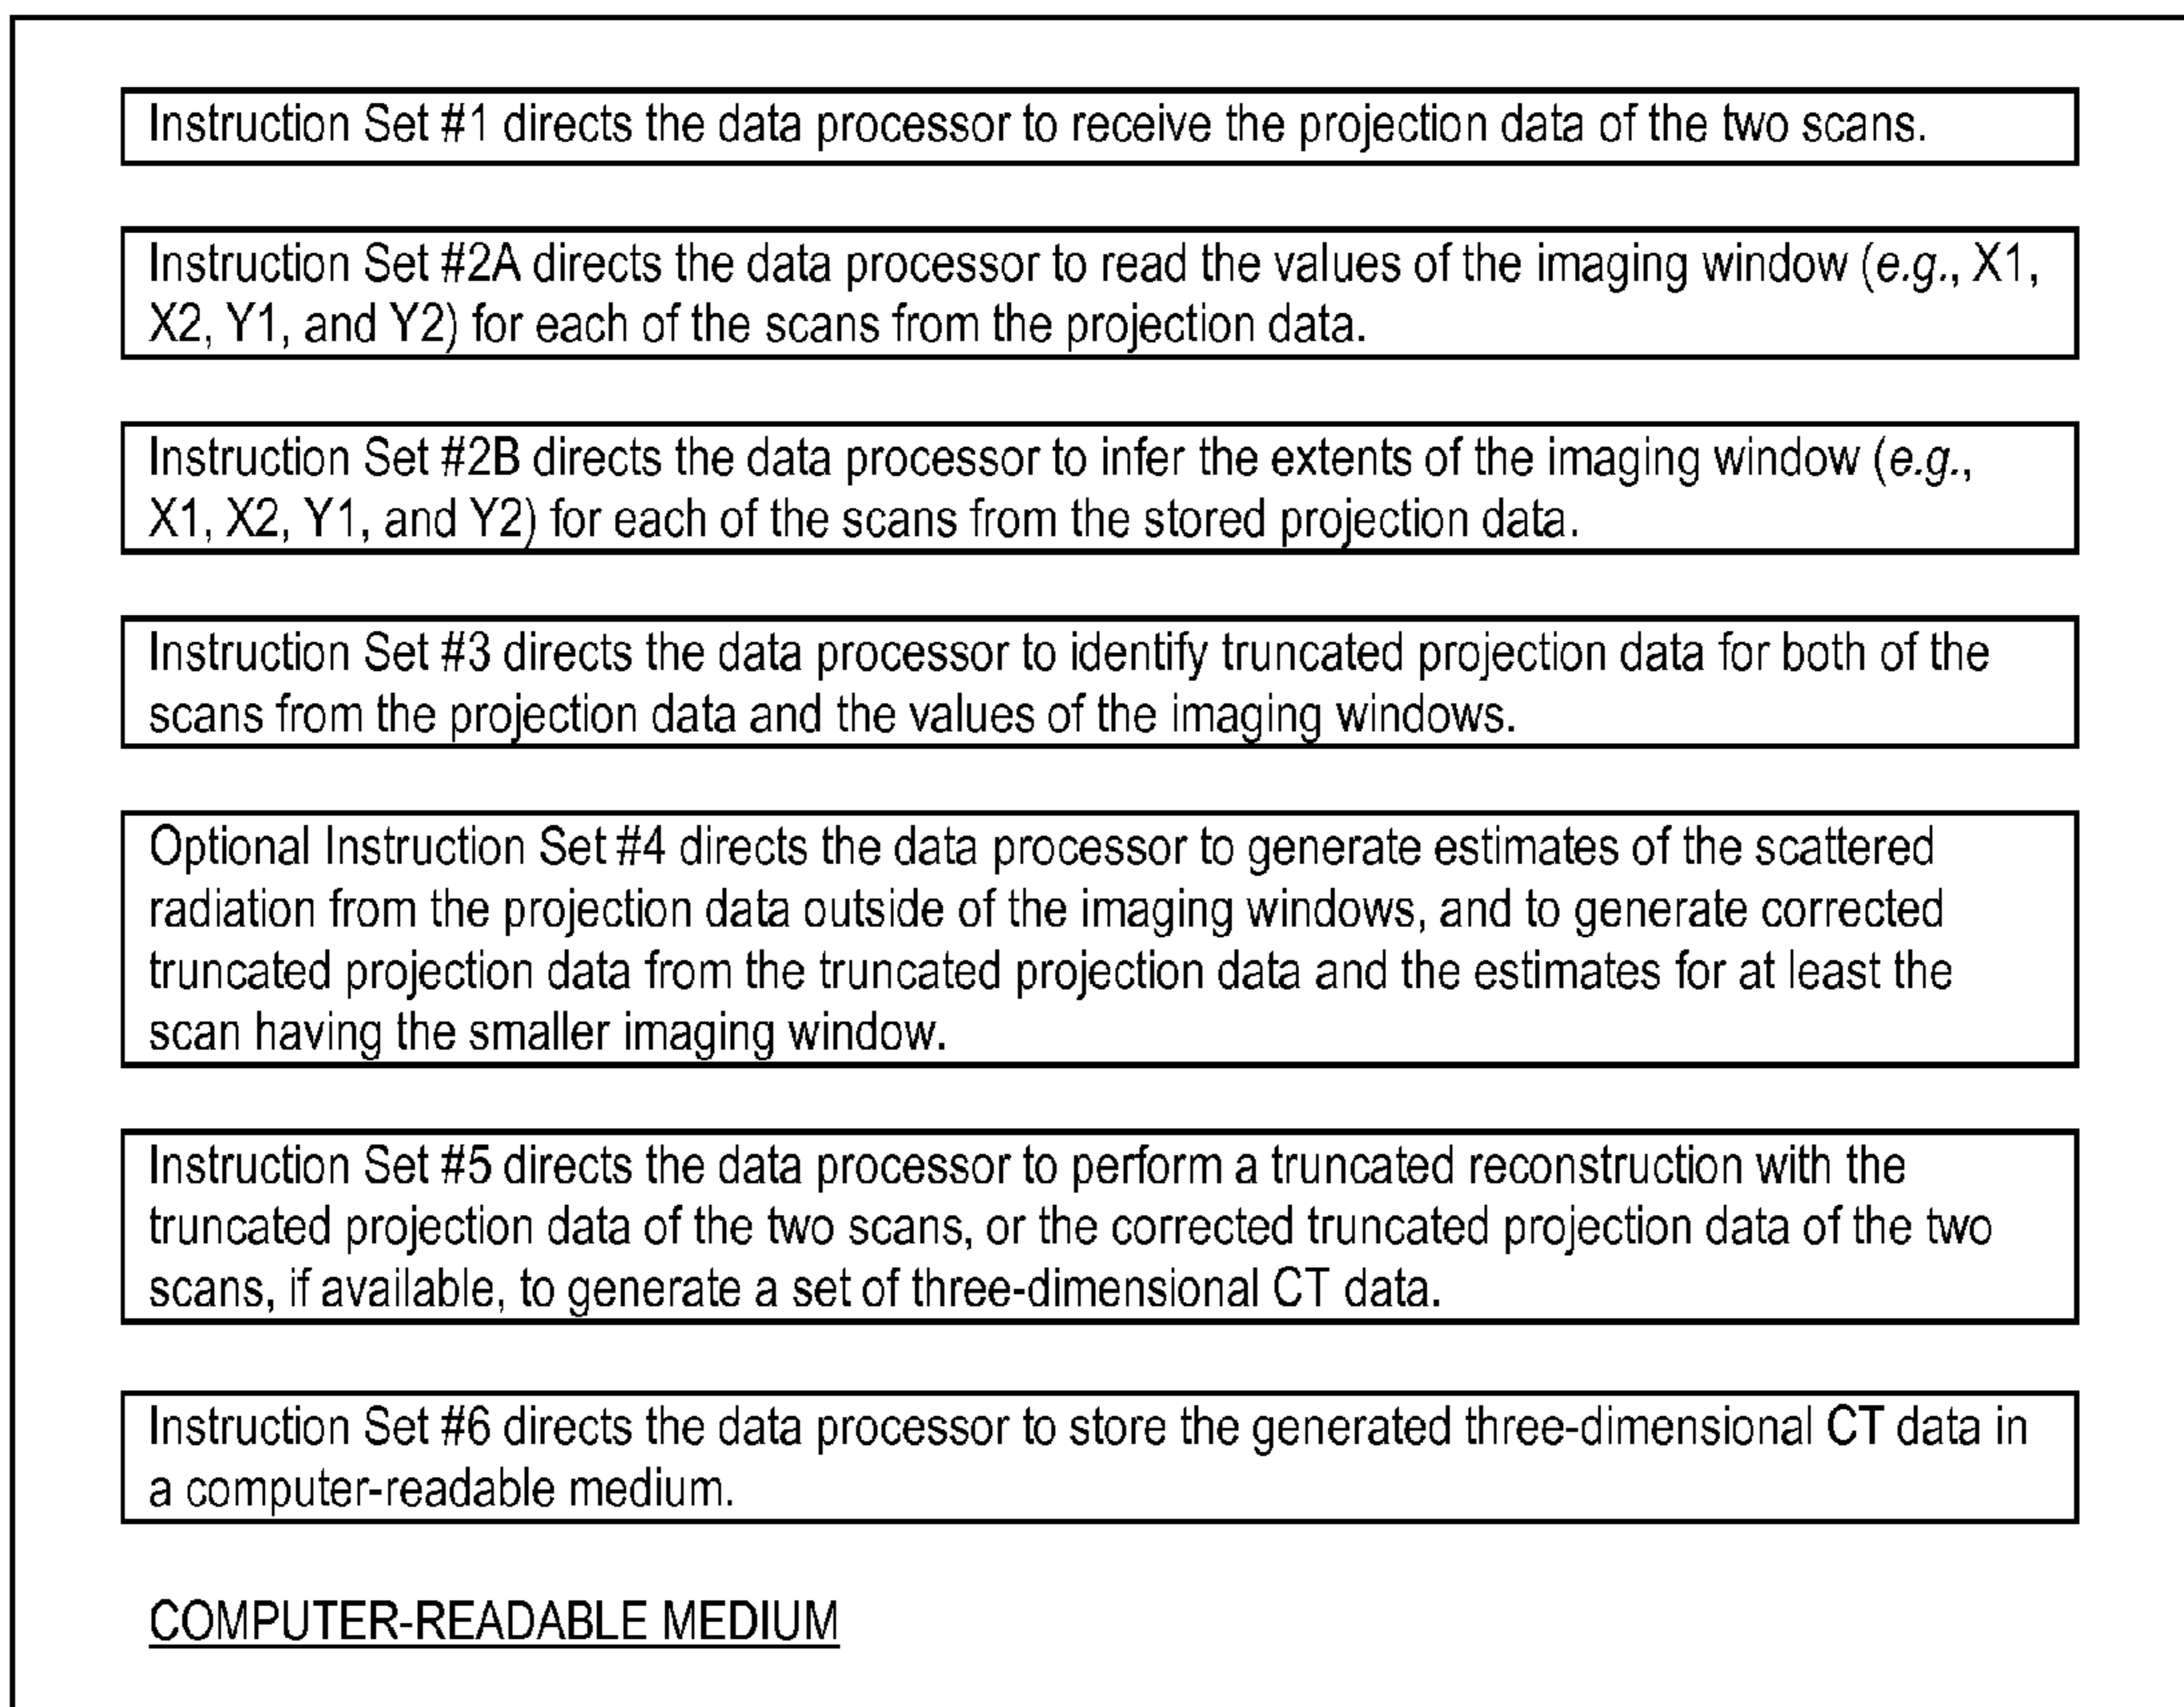 Instruction Set #1 directs the data processor to receive the projection data of the two scans.
Instruction Set #2A directs the data processor to read the values of the imaging window (e.g., X1,
X2, Y1, and Y2) for each of the scans from the projection data.
Instruction Set #2B directs the data processor to infer the extents of the imaging window (e.g.,
X1, X2, Y1, and Y2) for each of the scans from the stored projection data.
Instruction Set #3 directs the data processor to identify truncated projection data for both of the
scans from the projection data and the values of the imaging windows.
Optional Instruction Set #4 directs the data processor to generate estimates of the scattered
radiation from the projection data outside of the imaging windows, and to generate corrected
truncated projection data from the truncated projection data and the estimates for at least the
scan having the smaller imaging window.
Instruction Set #5 directs the data processor to perform a truncated reconstruction with the
truncated projection data of the two scans, or the corrected truncated projection data of the two
scans, if available, to generate a set of three-dimensional CT data.
Instruction Set #6 directs the data processor to store the generated three-dimensional CT data in
a computer-readable medium.
COMPUTER-READABLE MEDIUM